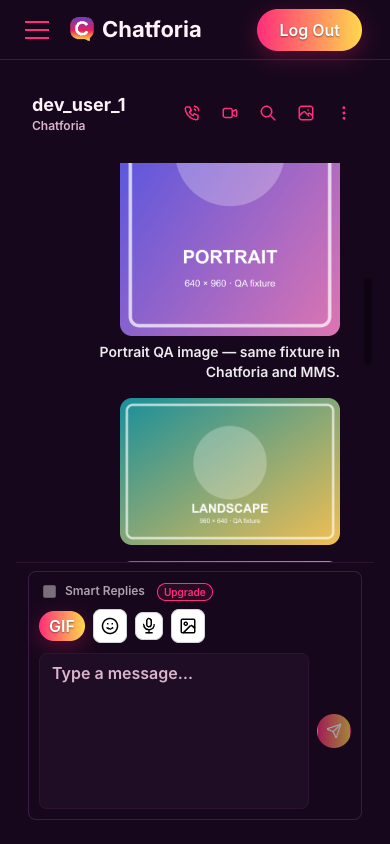 Chatforia
Log Out
dev_user_1
Chatforia
PORTRAIT
640 × 960 · QA fixture
Portrait QA image — same fixture in
Chatforia and MMS.
LANDSCAPE
960 × 640 · QA fixture
Smart Replies
Upgrade
GIF
Type a message...